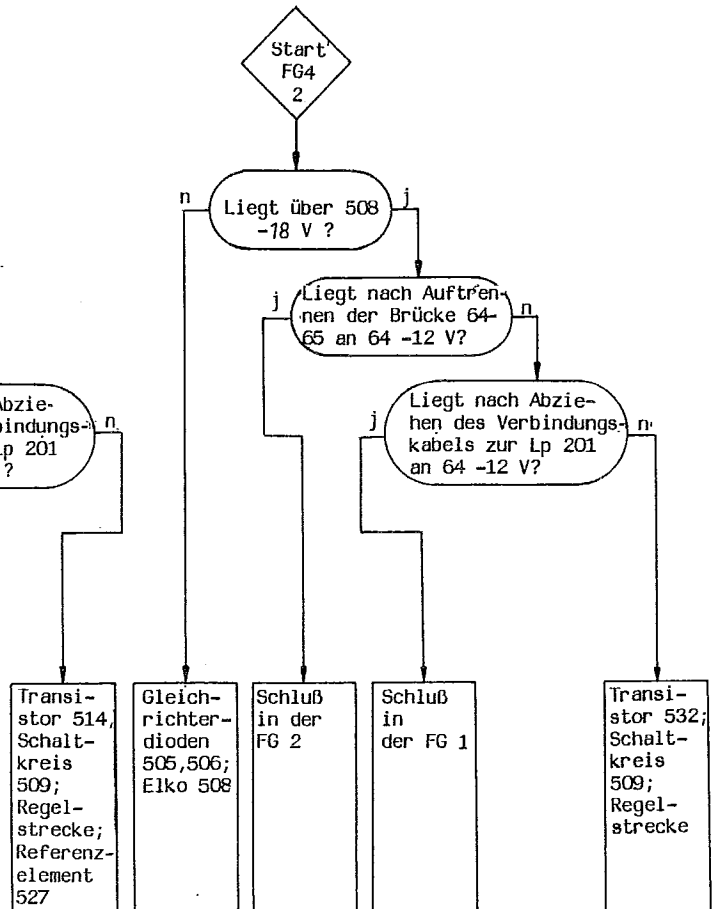 Start
FG4
2
n
j
Liegt über 508
-18 V ?
j
n
Liegt nach Auftren-
nen der Brücke 64-
65 an 64 -12 V?
Abzie-
bindungs-
Lp 201
?
n
j
n
Liegt nach Abzie-
hen des Verbindungs-
kabels zur Lp 201
an 64 -12 V?
Transi-
stor 514,
Schalt-
kreis
509;
Regel-
strecke;
Referenz-
element
527
Gleich-
richter-
dioden
505,506;
Elko 508
Schluß
in der
FG 2
Schluß
in
der FG 1
Transi-
stor 532;
Schalt-
kreis
509;
Regel-
strecke